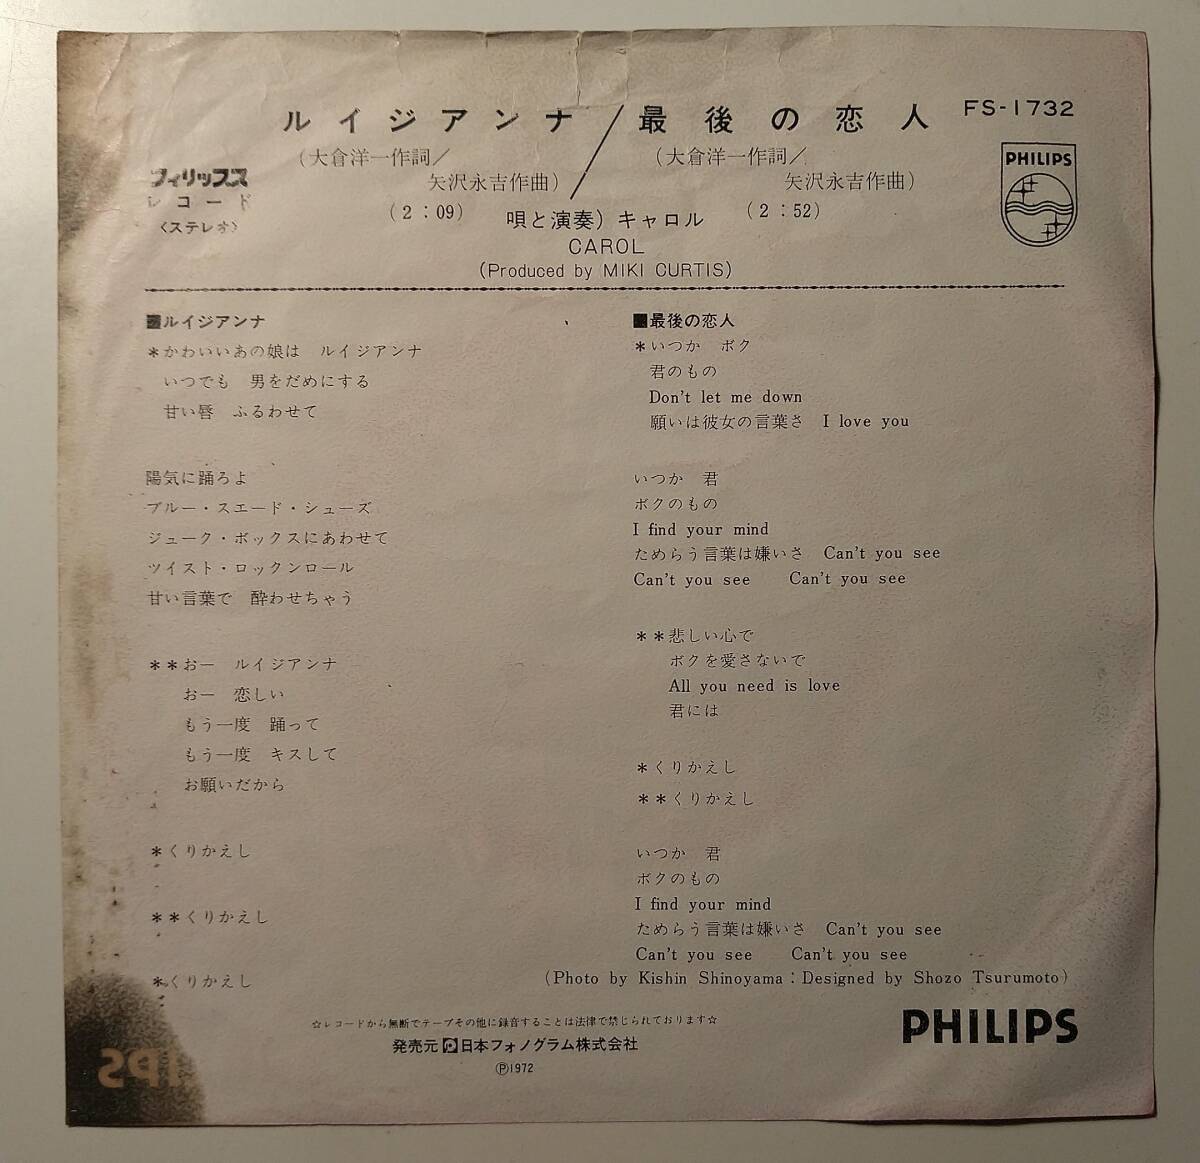 ルイジアンナ／最後の恋人 FS-1732
(大倉洋一作詞／
矢沢永吉作曲)
(2：09)
(大倉洋一作詞／
矢沢永吉作曲)
(2：52)
フィリップス
レコード
〈ステレオ〉
PHILIPS
唄と演奏) キャロル
CAROL
(Produced by MIKI CURTIS)
■ルイジアンナ
＊かわいいあの娘は ルイジアンナ
いつでも 男をだめにする
甘い唇 ふるわせて
陽気に踊ろよ
ブルー・スエード・シューズ
ジューク・ボックスにあわせて
ツイスト・ロックンロール
甘い言葉で 酔わせちゃう
＊＊おー ルイジアンナ
おー 恋しい
もう一度 踊って
もう一度 キスして
お願いだから
＊くりかえし
＊＊くりかえし
＊くりかえし
■最後の恋人
＊いつか ボク
君のもの
Don't let me down
願いは彼女の言葉さ I love you
いつか 君
ボクのもの
I find your mind
ためらう言葉は嫌いさ Can't you see
Can't you see Can't you see
＊＊悲しい心で
ボクを愛さないで
All you need is love
君には
＊くりかえし
＊＊くりかえし
いつか 君
ボクのもの
I find your mind
ためらう言葉は嫌いさ Can't you see
Can't you see Can't you see
(Photo by Kishin Shinoyama：Designed by Shozo Tsurumoto)
☆レコードから無断でテープその他に録音することは法律で禁じられております☆
発売元 日本フォノグラム株式会社
Ⓟ1972
PHILIPS